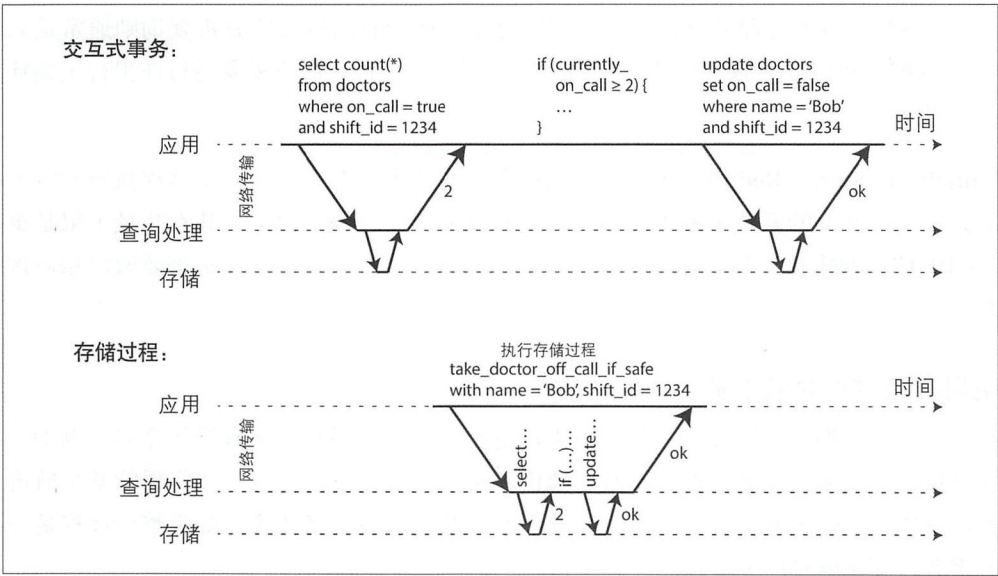 交互式事务：
select count(*)
from doctors
where on_call = true
and shift_id = 1234
if (currently_
on_call ≥ 2) {
...
}
update doctors
set on_call = false
where name = ‘Bob’
and shift_id = 1234
时间
应用
网络传输
2
ok
查询处理
存储
存储过程：
执行存储过程
take_doctor_off_call_if_safe
with name = ‘Bob’, shift_id = 1234
时间
应用
网络传输
select...
if (...)...
update...
ok
查询处理
2
ok
存储